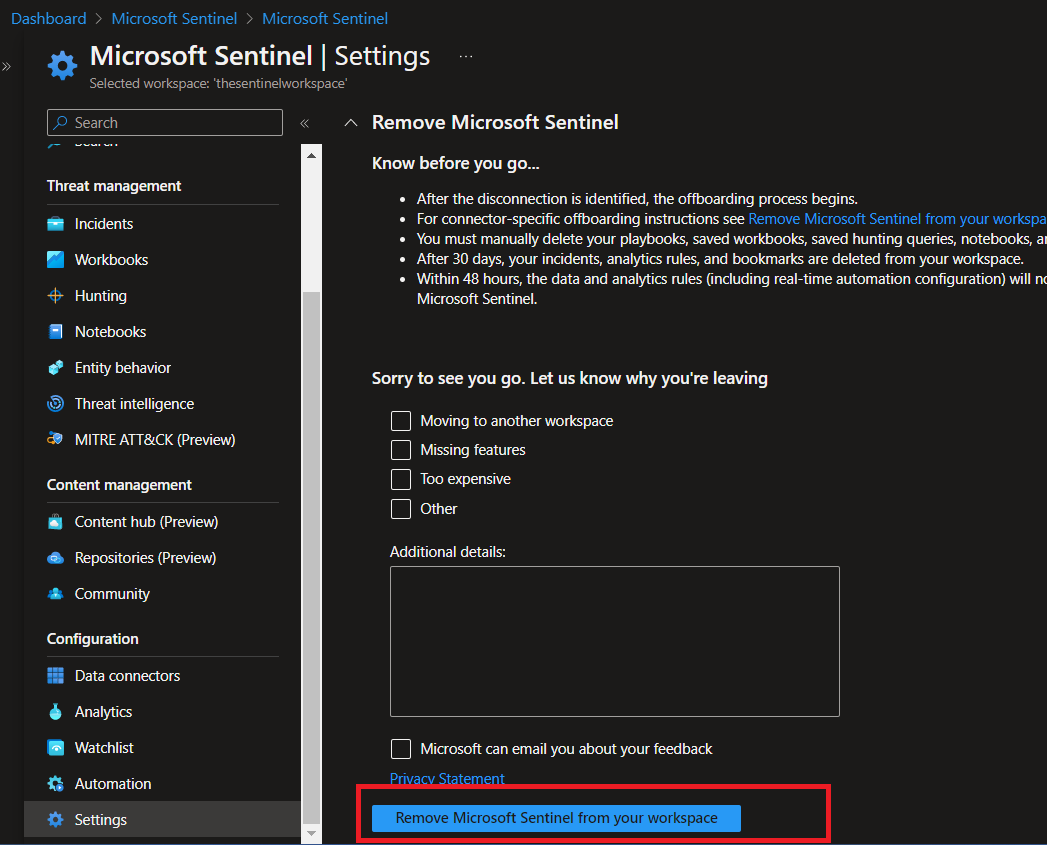 Dashboard > Microsoft Sentinel > Microsoft Sentinel
Microsoft Sentinel | Settings ...
Selected workspace: 'thesentinelworkspace'
Search
Search
Threat management
Incidents
Workbooks
Hunting
Notebooks
Entity behavior
Threat intelligence
MITRE ATT&CK (Preview)
Content management
Content hub (Preview)
Repositories (Preview)
Community
Configuration
Data connectors
Analytics
Watchlist
Automation
Settings
Remove Microsoft Sentinel
Know before you go...
• After the disconnection is identified, the offboarding process begins.
• For connector-specific offboarding instructions see Remove Microsoft Sentinel from your workspa
• You must manually delete your playbooks, saved workbooks, saved hunting queries, notebooks, a
• After 30 days, your incidents, analytics rules, and bookmarks are deleted from your workspace.
• Within 48 hours, the data and analytics rules (including real-time automation configuration) will no
Microsoft Sentinel.
Sorry to see you go. Let us know why you're leaving
Moving to another workspace
Missing features
Too expensive
Other
Additional details:
Microsoft can email you about your feedback
Privacy Statement
Remove Microsoft Sentinel from your workspace